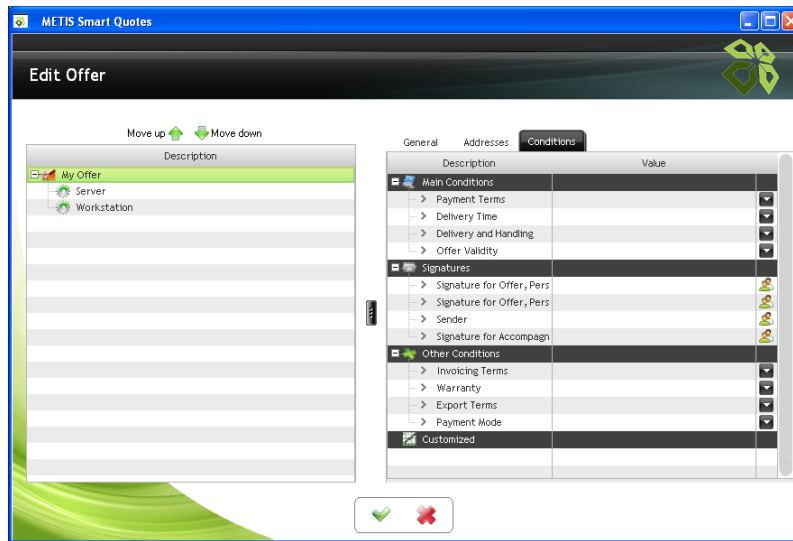 METIS Smart Quotes
Edit Offer
Move up Move down
Description
My Offer
Server
Workstation
General Addresses Conditions
Description Value
Main Conditions
Payment Terms
Delivery Time
Delivery and Handling
Offer Validity
Signatures
Signature for Offer, Pers
Signature for Offer, Pers
Sender
Signature for Accompagn
Other Conditions
Invoicing Terms
Warranty
Export Terms
Payment Mode
Customized